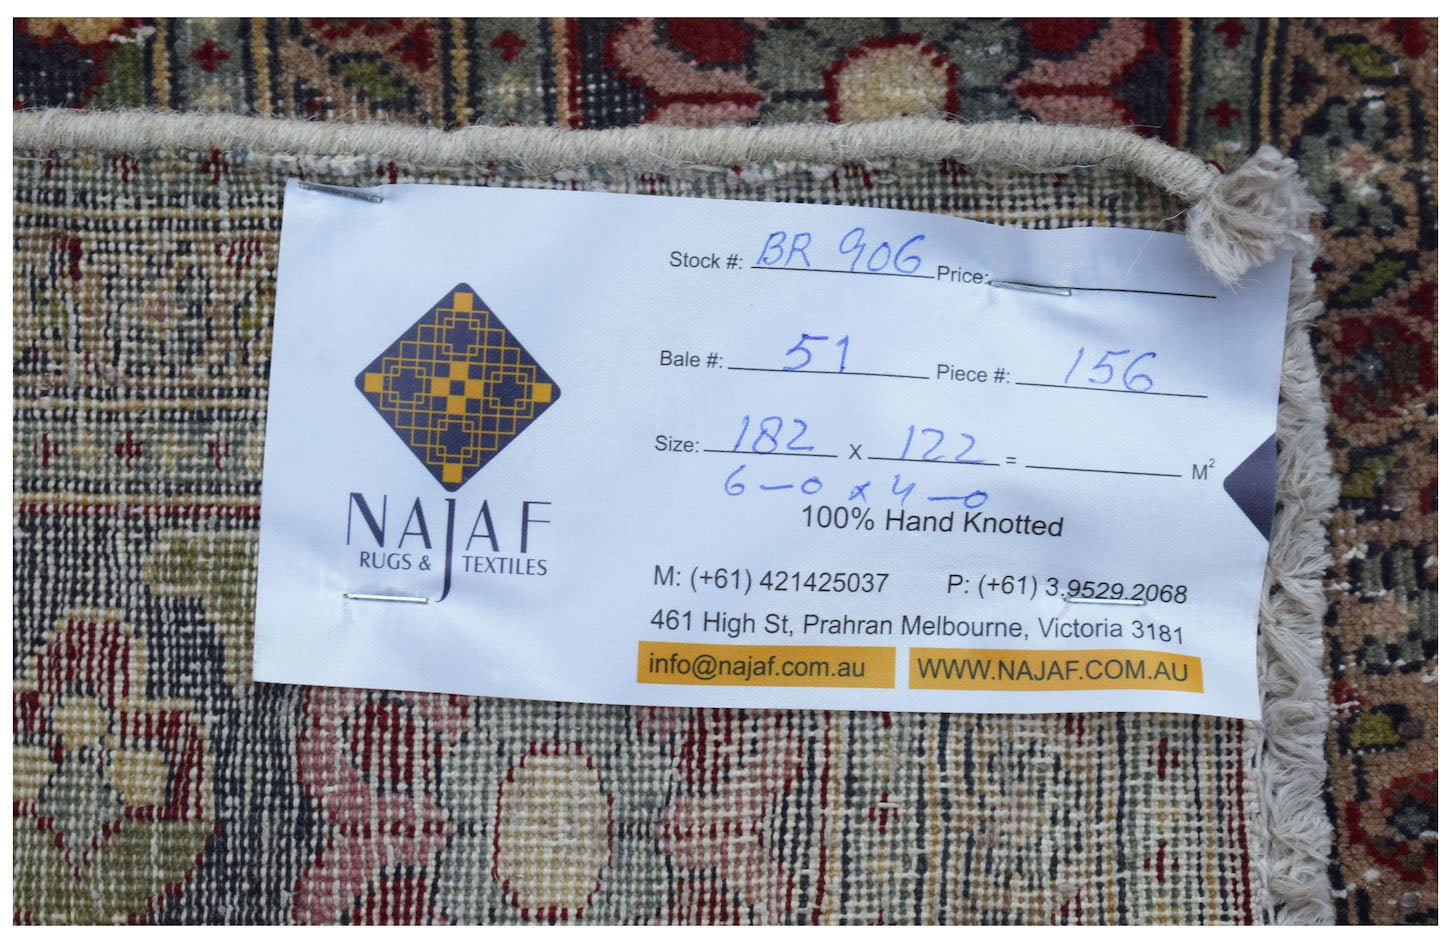 Stock #: BR 906 Price:
Bale #: 51 Piece #: 156
Size: 182 x 122 = M²
6-0 x 4-0
100% Hand Knotted
NAJAF
RUGS & TEXTILES
M: (+61) 421425037 P: (+61) 3.9529.2068
461 High St, Prahran Melbourne, Victoria 3181
info@najaf.com.au WWW.NAJAF.COM.AU